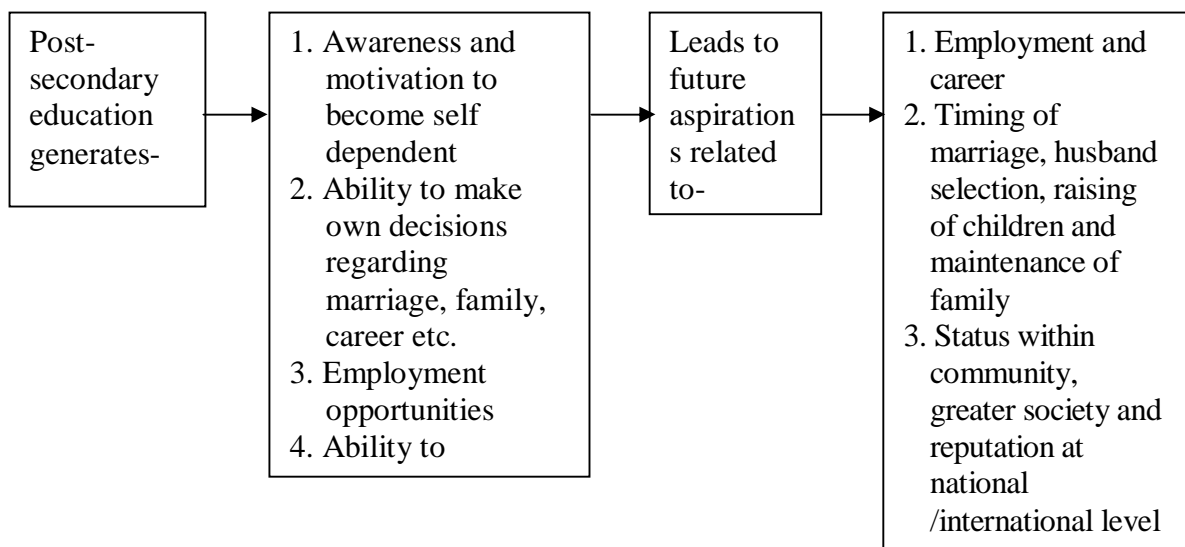 Post-
secondary
education
generates-
1. Awareness and
motivation to
become self
dependent
2. Ability to make
own decisions
regarding
marriage, family,
career etc.
3. Employment
opportunities
4. Ability to
Leads to
future
aspiration
s related
to-
1. Employment and
career
2. Timing of
marriage, husband
selection, raising
of children and
maintenance of
family
3. Status within
community,
greater society and
reputation at
national
/international level